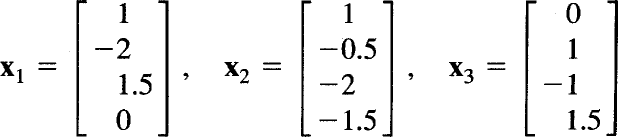 x₁ = [1, -2, 1.5, 0], x₂ = [1, -0.5, -2, -1.5], x₃ = [0, 1, -1, 1.5]